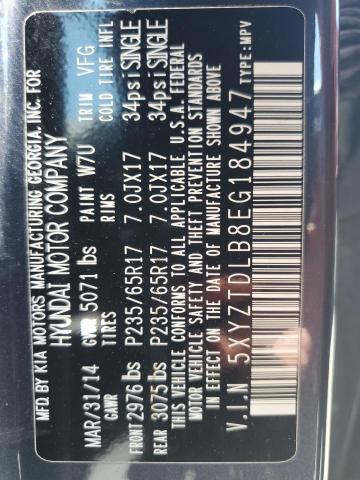 MFD.BY KIA MOTORS MANUFACTURING GEORGIA, INC. FOR
HYUNDAI MOTOR COMPANY
MAR/31/14 GVWR 5071 lbs PAINT W7U TRIM VFG
GAWR TIRES RIMS COLD TIRE INFL
FRONT 2976 lbs P235/65R17 7.0JX17 34psi SINGLE
REAR 3075 lbs P235/65R17 7.0JX17 34psi SINGLE
THIS VEHICLE CONFORMS TO ALL APPLICABLE U.S.A. FEDERAL
MOTOR VEHICLE SAFETY AND THEFT PREVENTION STANDARDS
IN EFFECT ON THE DATE OF MANUFACTURE SHOWN ABOVE.
V.I.N 5XYZTDLB8EG184947 TYPE:MPV